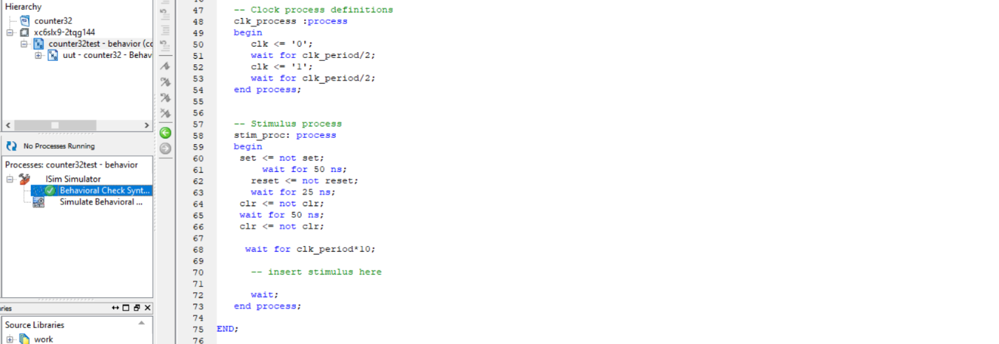 Hierarchy
counter32
xc6slx9-2tqg144
counter32test - behavior (cc
uut - counter32 - Behav
No Processes Running
Processes: counter32test - behavior
ISim Simulator
Behavioral Check Synt...
Simulate Behavioral ...
ries
Source Libraries
work
47 -- Clock process definitions
48 clk_process :process
49 begin
50 clk <= '0';
51 wait for clk_period/2;
52 clk <= '1';
53 wait for clk_period/2;
54 end process;
55
56
57 -- Stimulus process
58 stim_proc: process
59 begin
60 set <= not set;
61 wait for 50 ns;
62 reset <= not reset;
63 wait for 25 ns;
64 clr <= not clr;
65 wait for 50 ns;
66 clr <= not clr;
67
68 wait for clk_period*10;
69
70 -- insert stimulus here
71
72 wait;
73 end process;
74
75 END;
76